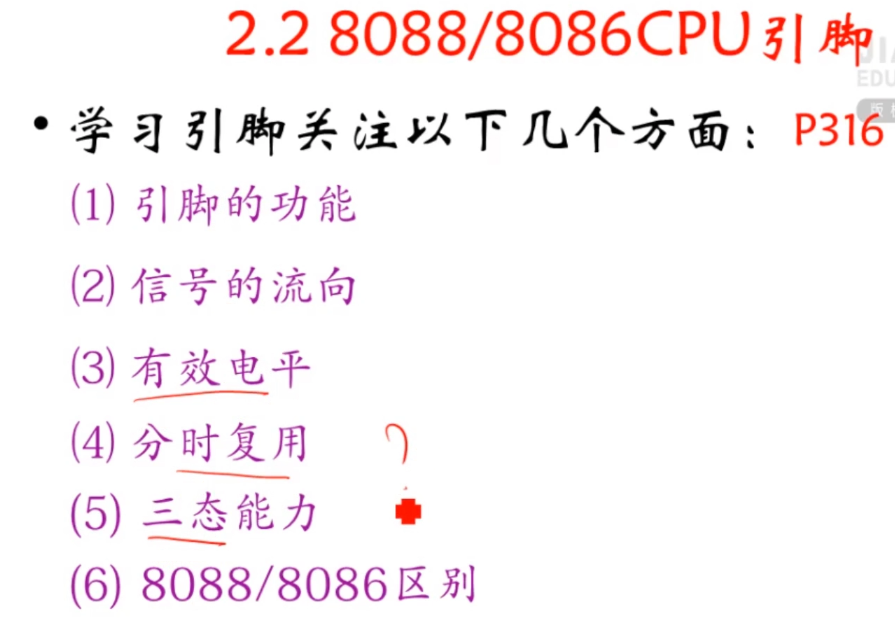 2.2 8088/8086CPU引脚
• 学习引脚关注以下几个方面： P316
(1) 引脚的功能
(2) 信号的流向
(3) 有效电平
(4) 分时复用
(5) 三态能力
(6) 8088/8086区别